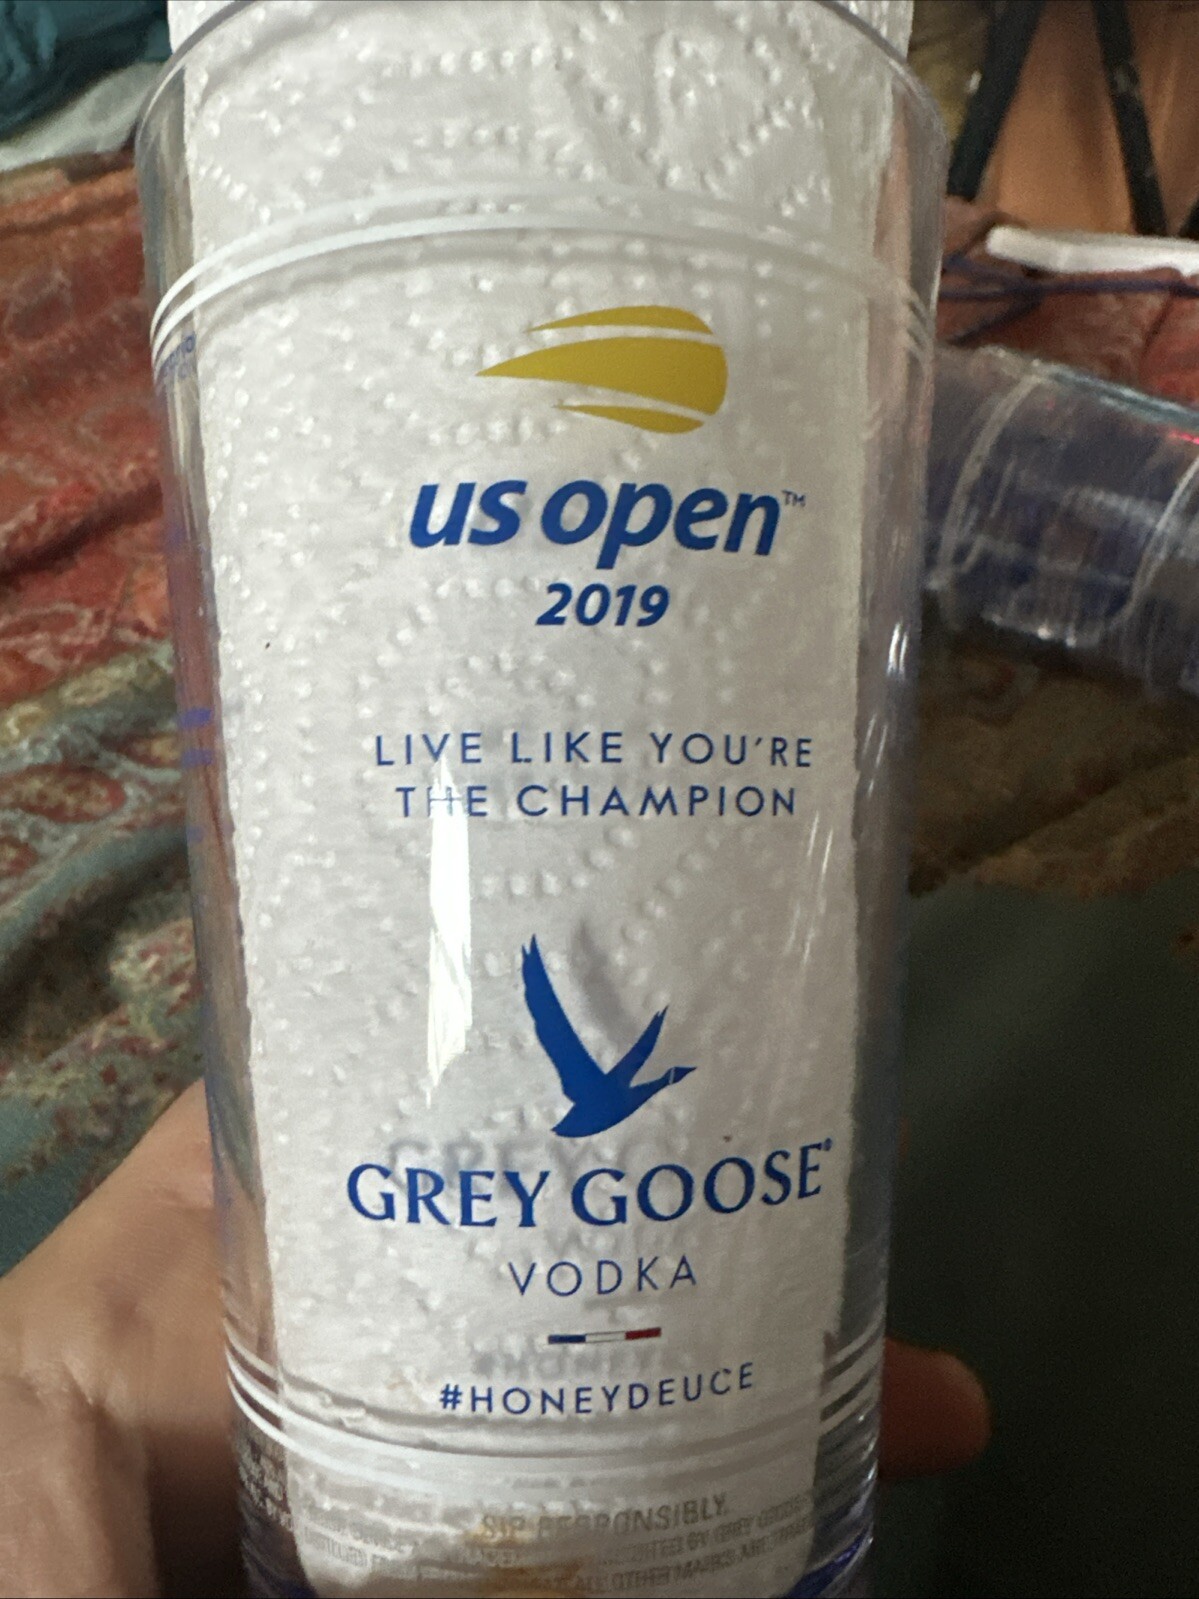 us open™
2019
LIVE LIKE YOU'RE
THE CHAMPION
GREY GOOSE®
VODKA
#HONEYDEUCE
SIP RESPONSIBLY.